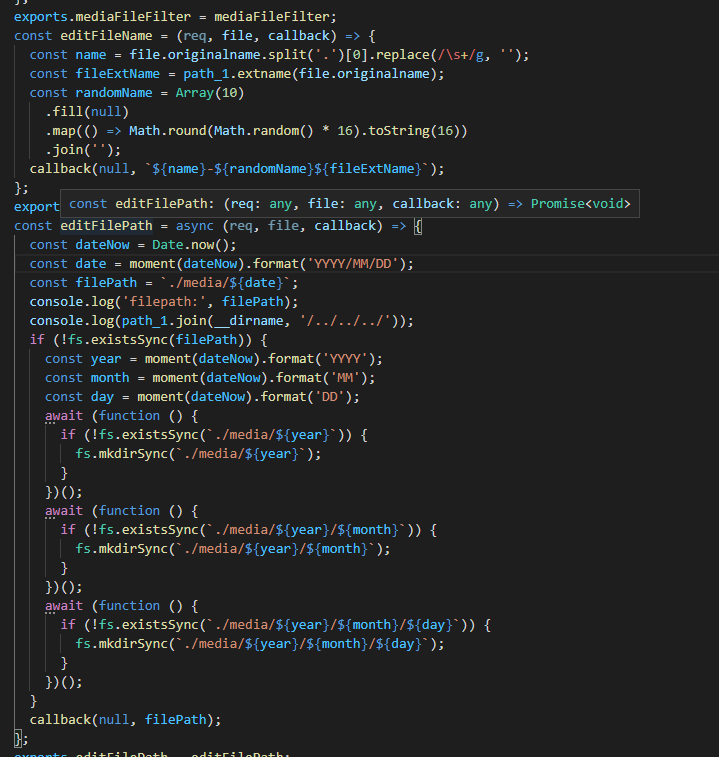 };
exports.mediaFileFilter = mediaFileFilter;
const editFileName = (req, file, callback) => {
  const name = file.originalname.split('.')[0].replace(/\s+/g, '');
  const fileExtName = path_1.extname(file.originalname);
  const randomName = Array(10)
    .fill(null)
    .map(() => Math.round(Math.random() * 16).toString(16))
    .join('');
  callback(null, `${name}-${randomName}${fileExtName}`);
};
export
const editFilePath: (req: any, file: any, callback: any) => Promise<void>
const editFilePath = async (req, file, callback) => {
  const dateNow = Date.now();
  const date = moment(dateNow).format('YYYY/MM/DD');
  const filePath = `./media/${date}`;
  console.log('filepath:', filePath);
  console.log(path_1.join(__dirname, '/../../../'));
  if (!fs.existsSync(filePath)) {
    const year = moment(dateNow).format('YYYY');
    const month = moment(dateNow).format('MM');
    const day = moment(dateNow).format('DD');
    await (function () {
      if (!fs.existsSync(`./media/${year}`)) {
        fs.mkdirSync(`./media/${year}`);
      }
    })();
    await (function () {
      if (!fs.existsSync(`./media/${year}/${month}`)) {
        fs.mkdirSync(`./media/${year}/${month}`);
      }
    })();
    await (function () {
      if (!fs.existsSync(`./media/${year}/${month}/${day}`)) {
        fs.mkdirSync(`./media/${year}/${month}/${day}`);
      }
    })();
  }
  callback(null, filePath);
};
exports.editFilePath = editFilePath;